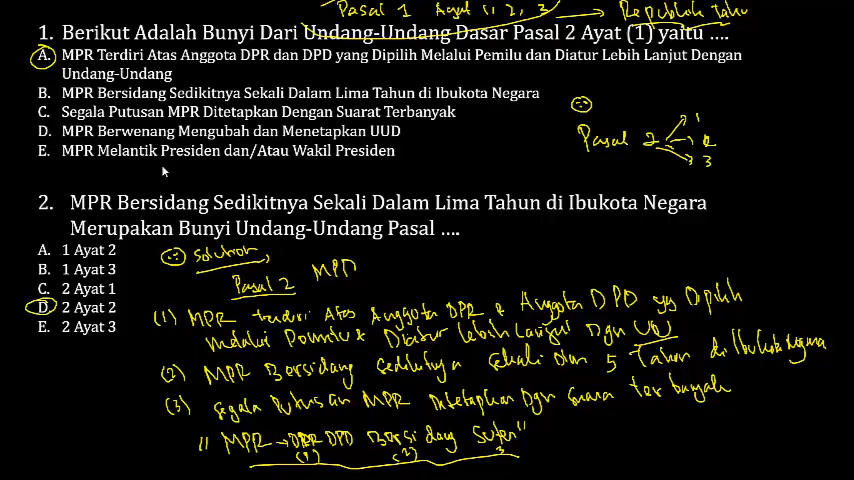 Pasal 1 Ayat 1, 2, 3 → Republik
1. Berikut Adalah Bunyi Dari Undang-Undang Dasar Pasal 2 Ayat (1) yaitu ....
A. MPR Terdiri Atas Anggota DPR dan DPD yang Dipilih Melalui Pemilu dan Diatur Lebih Lanjut Dengan
Undang-Undang
B. MPR Bersidang Sedikitnya Sekali Dalam Lima Tahun di Ibukota Negara
C. Segala Putusan MPR Ditetapkan Dengan Suarat Terbanyak
D. MPR Berwenang Mengubah dan Menetapkan UUD
E. MPR Melantik Presiden dan/Atau Wakil Presiden
Pasal 2 1 2 3
2. MPR Bersidang Sedikitnya Sekali Dalam Lima Tahun di Ibukota Negara
Merupakan Bunyi Undang-Undang Pasal ....
A. 1 Ayat 2
B. 1 Ayat 3
C. 2 Ayat 1
D. 2 Ayat 2
E. 2 Ayat 3
Solution,
Pasal 2
(1) MPR terdiri Atas Anggota DPR & Anggota DPD yg Dipilih
melalui Pemilu & Diatur lebih Lanjut Dgn UU
(2) MPR Bersidang Sedikitnya Sekali dlm 5 Tahun di Ibukota Negara
(3) Segala Putusan MPR Ditetapkan Dgn Suara terbanyak
"MPR → DPR DPD Bersidang Suter"
(1) (2) 3